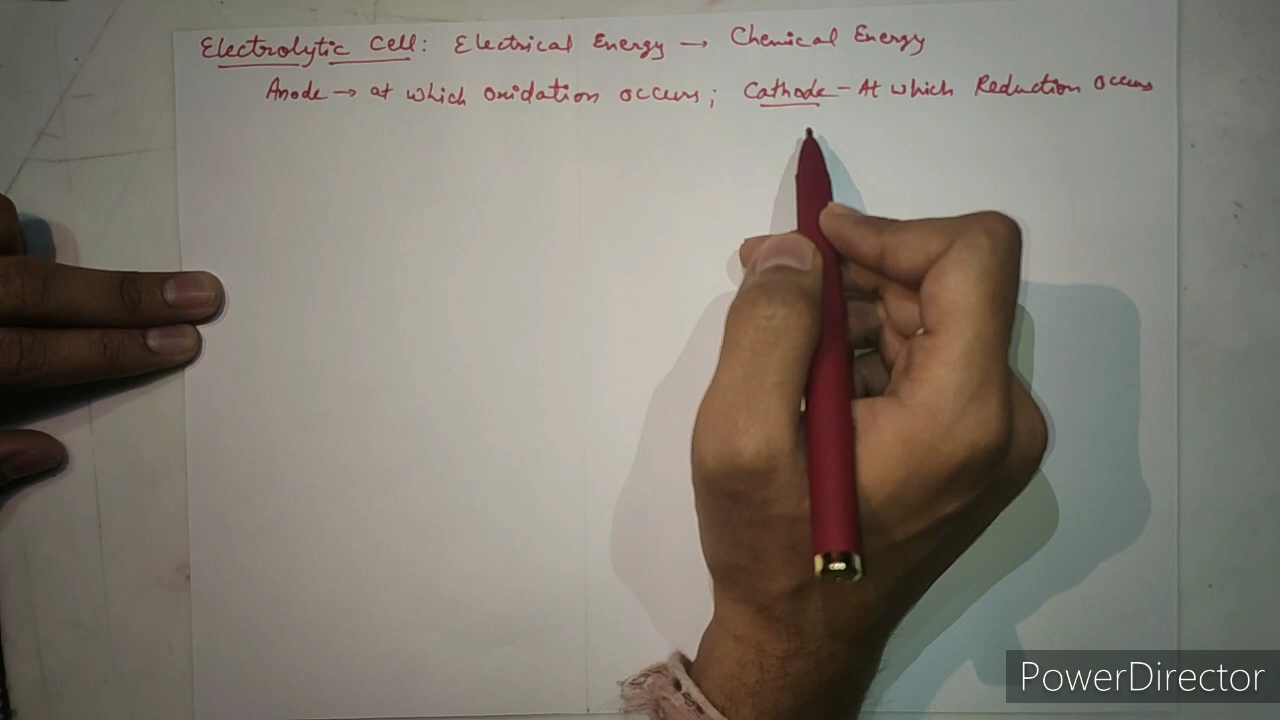 Electrolytic Cell: Electrical Energy → Chemical Energy
Anode → at which oxidation occurs; Cathode - At which Reduction occurs
PowerDirector